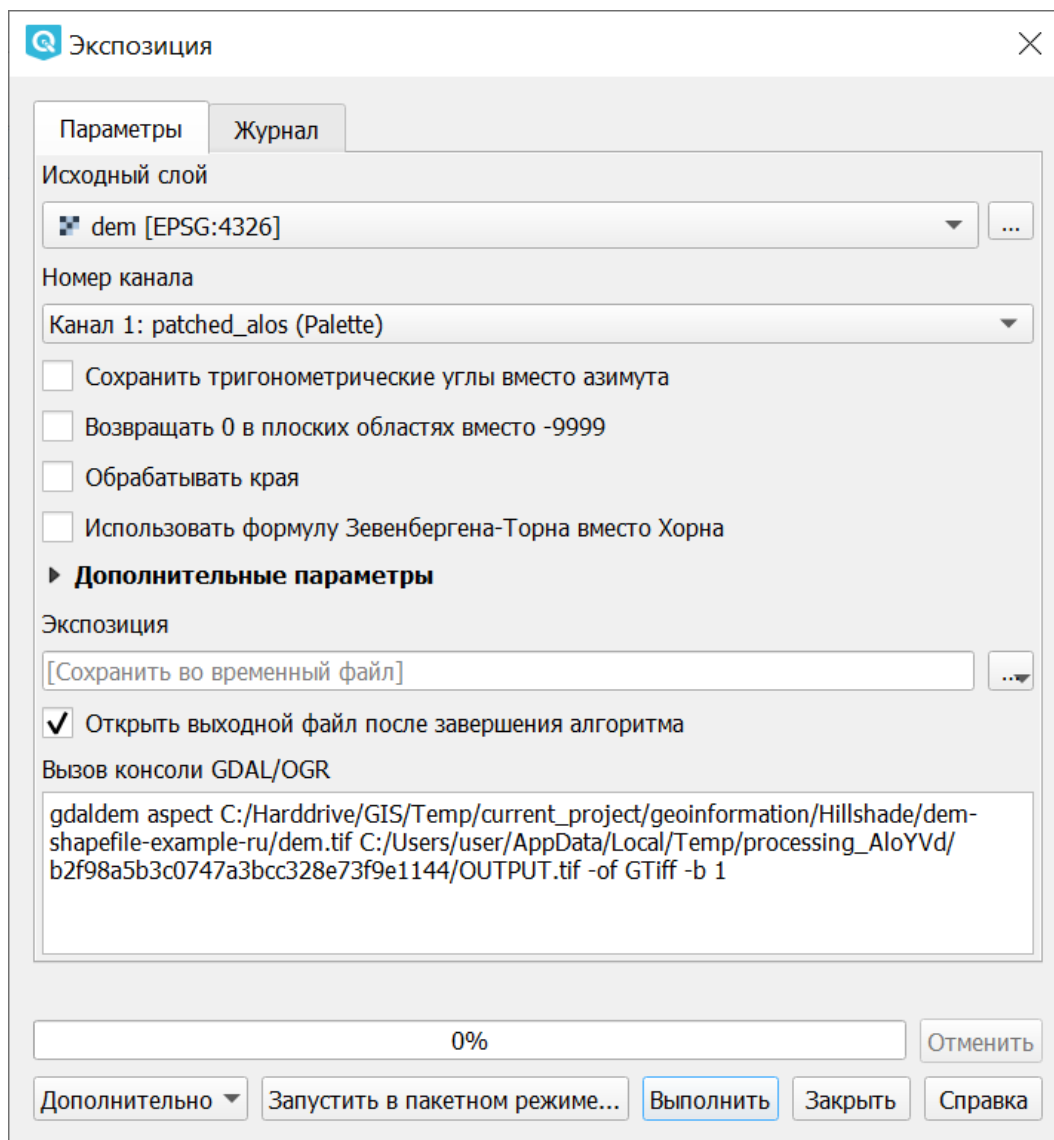 Экспозиция
Параметры
Журнал
Исходный слой
dem [EPSG:4326]
...
Номер канала
Канал 1: patched_alos (Palette)
Сохранить тригонометрические углы вместо азимута
Возвращать 0 в плоских областях вместо -9999
Обрабатывать края
Использовать формулу Зевенбергена-Торна вместо Хорна
Дополнительные параметры
Экспозиция
[Сохранить во временный файл]
...
Открыть выходной файл после завершения алгоритма
Вызов консоли GDAL/OGR
gdaldem aspect C:/Harddrive/GIS/Temp/current_project/geoinformation/Hillshade/dem-
shapefile-example-ru/dem.tif C:/Users/user/AppData/Local/Temp/processing_AloYVd/
b2f98a5b3c0747a3bcc328e73f9e1144/OUTPUT.tif -of GTiff -b 1
0%
Отменить
Дополнительно
Запустить в пакетном режиме...
Выполнить
Закрыть
Справка